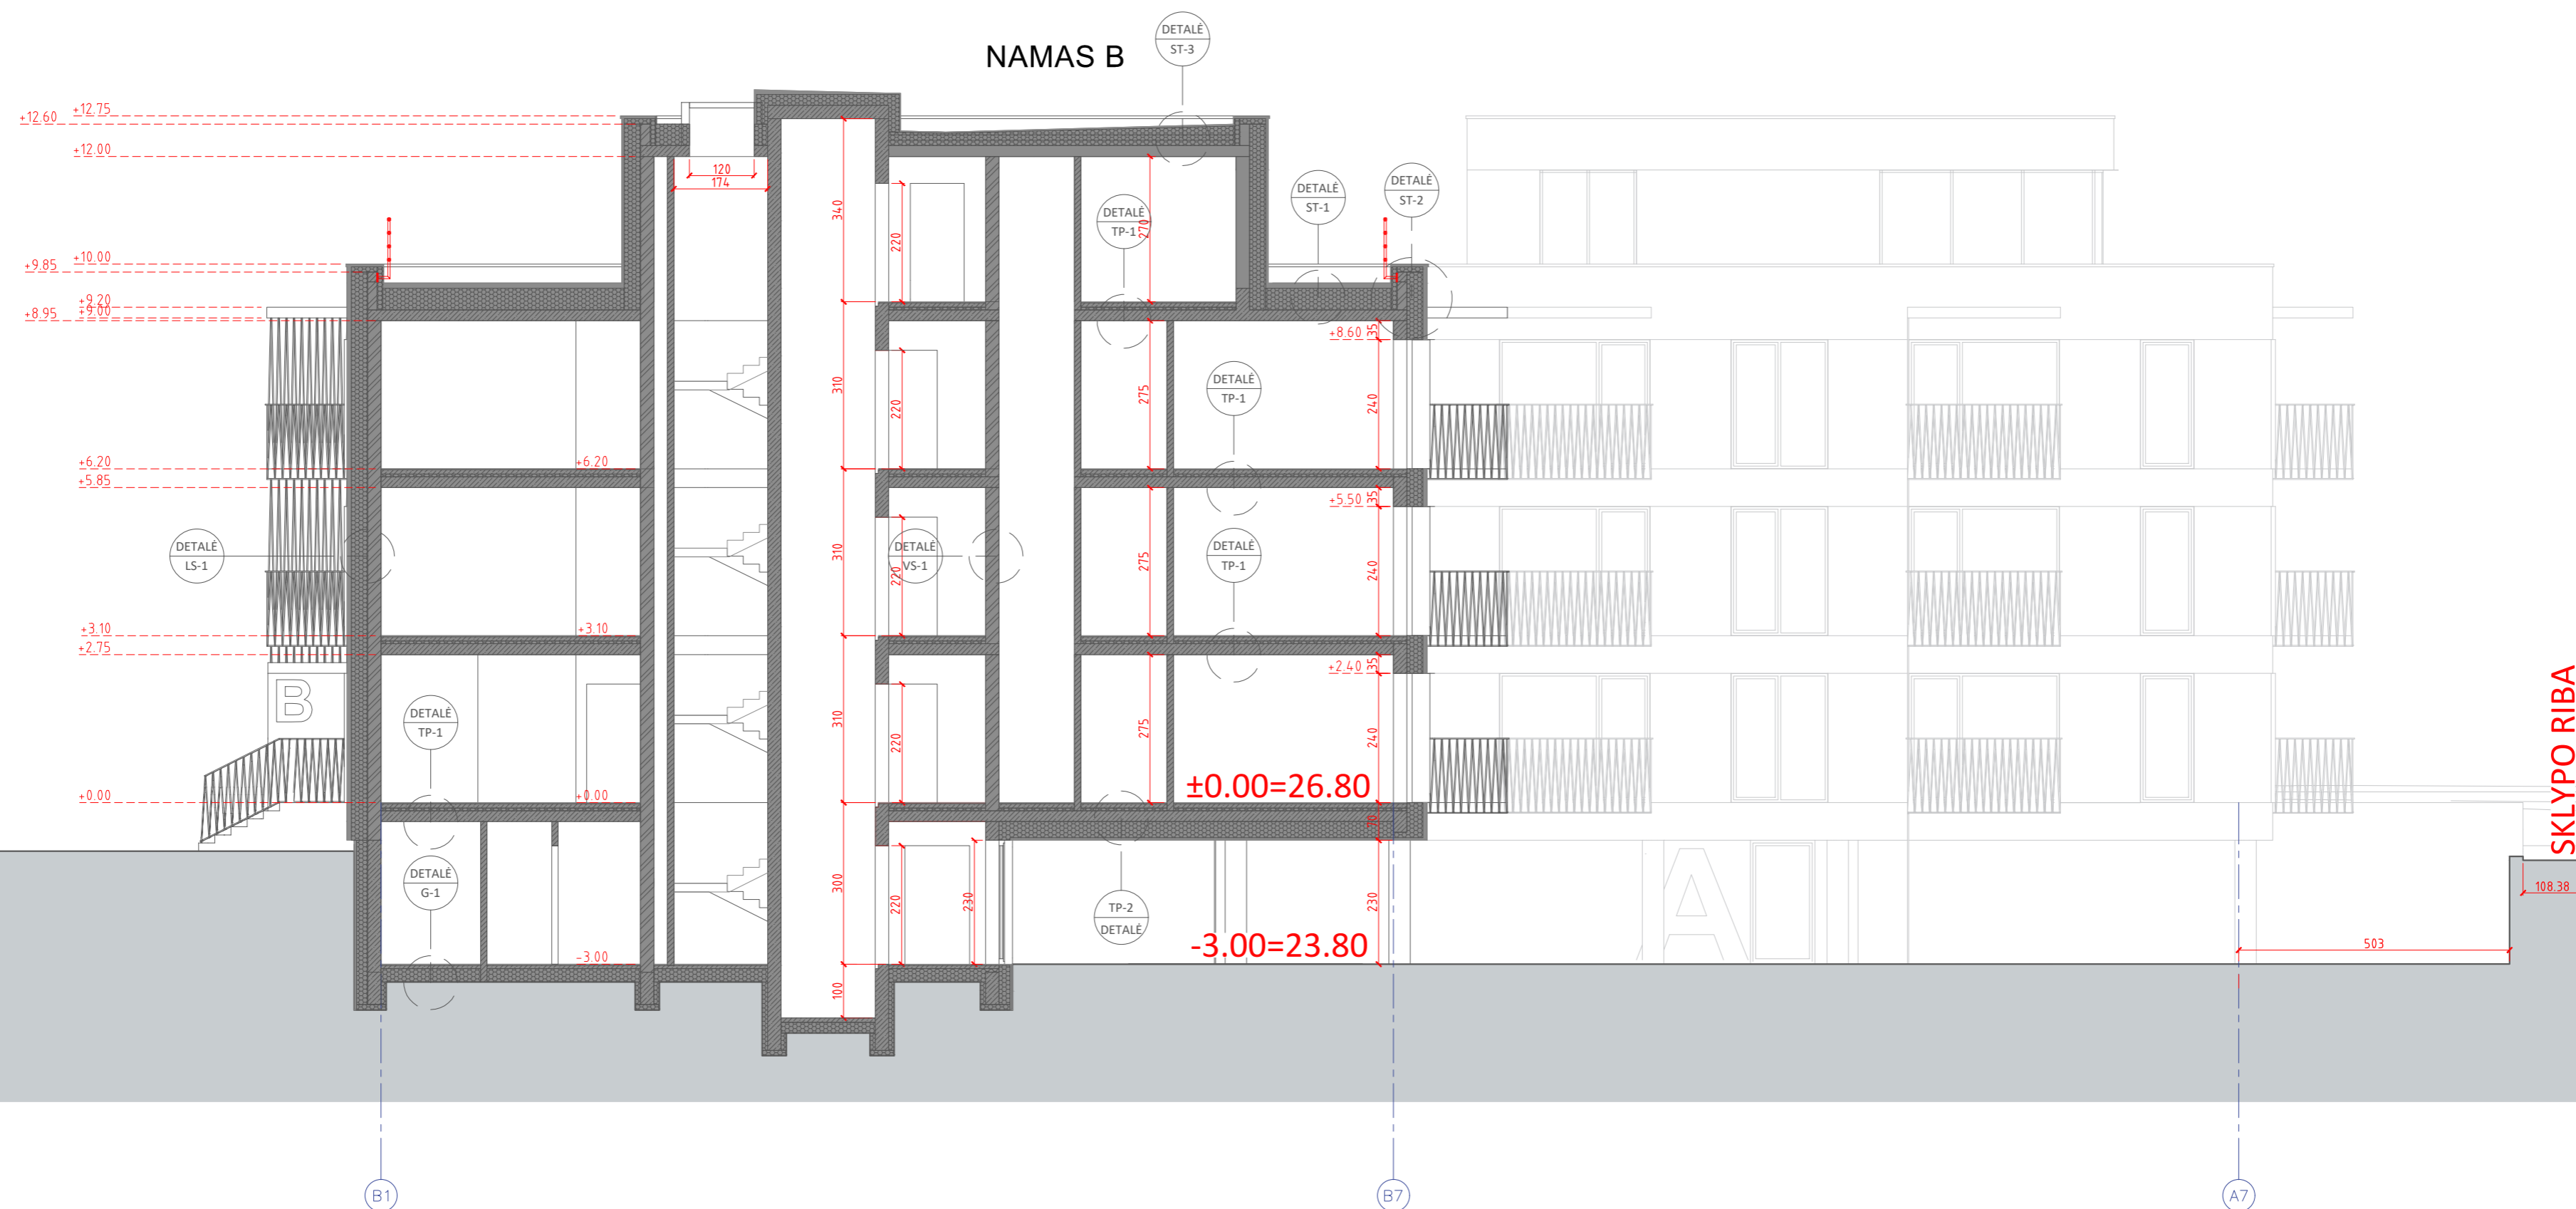 NAMAS B
DETALĖ
ST-3
+12.75
+12.60
+12.00
120
174
DETALĖ
ST-1
DETALĖ
ST-2
DETALĖ
TP-1
340
220
270
+10.00
+9.85
+9.20
+9.00
+8.95
+8.60
35
310
220
275
DETALĖ
TP-1
240
+6.20
+6.20
+5.85
+5.50
35
DETALĖ
LS-1
310
DETALĖ
VS-1
220
275
DETALĖ
TP-1
240
+3.10
+3.10
+2.75
+2.40
35
B
DETALĖ
TP-1
310
220
275
240
SKLYPO RIBA
±0.00=26.80
+0.00
+0.00
70
DETALĖ
G-1
300
220
230
TP-2
DETALĖ
230
A
108.38
-3.00=23.80
503
-3.00
100
B1
B7
A7